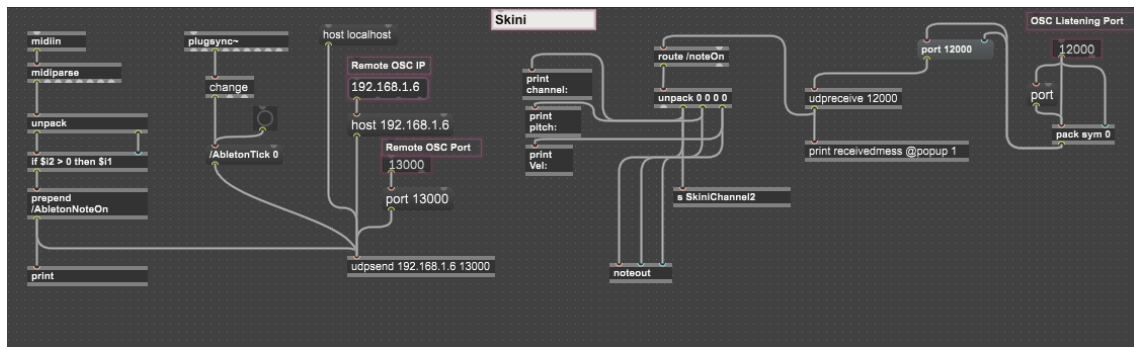 Skini
midiin
midiparse
unpack
if $i2 > 0 then $i1
prepend
/AbletonNoteOn
print
plugsync~
change
/AbletonTick 0
host localhost
Remote OSC IP
192.168.1.6
host 192.168.1.6
Remote OSC Port
13000
port 13000
udpsend 192.168.1.6 13000
print
channel:
print
pitch:
print
Vel:
route /noteOn
unpack 0 0 0 0
s SkiniChannel2
noteout
udpreceive 12000
print receivedmess @popup 1
port 12000
OSC Listening Port
12000
port
pack sym 0